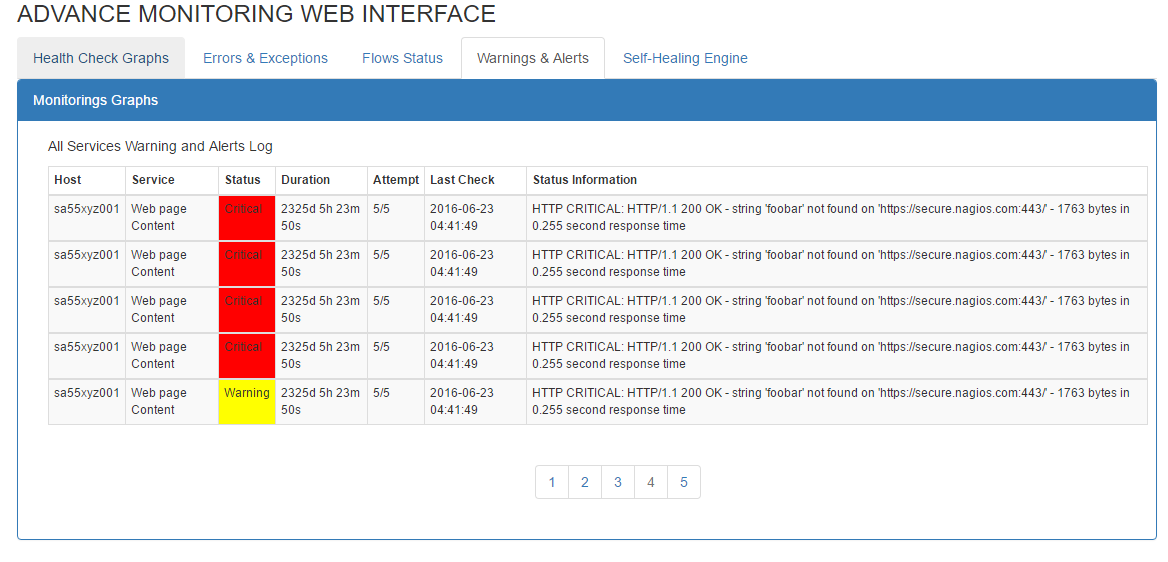 ADVANCE MONITORING WEB INTERFACE
Health Check Graphs Errors & Exceptions Flows Status Warnings & Alerts Self-Healing Engine
Monitorings Graphs
All Services Warning and Alerts Log
Host Service Status Duration Attempt Last Check Status Information
sa55xyz001 Web page Critical 2325d 5h 23m 5/5 2016-06-23 HTTP CRITICAL: HTTP/1.1 200 OK - string 'foobar' not found on 'https://secure.nagios.com:443/' - 1763 bytes in
Content 50s 04:41:49 0.255 second response time
sa55xyz001 Web page Critical 2325d 5h 23m 5/5 2016-06-23 HTTP CRITICAL: HTTP/1.1 200 OK - string 'foobar' not found on 'https://secure.nagios.com:443/' - 1763 bytes in
Content 50s 04:41:49 0.255 second response time
sa55xyz001 Web page Critical 2325d 5h 23m 5/5 2016-06-23 HTTP CRITICAL: HTTP/1.1 200 OK - string 'foobar' not found on 'https://secure.nagios.com:443/' - 1763 bytes in
Content 50s 04:41:49 0.255 second response time
sa55xyz001 Web page Critical 2325d 5h 23m 5/5 2016-06-23 HTTP CRITICAL: HTTP/1.1 200 OK - string 'foobar' not found on 'https://secure.nagios.com:443/' - 1763 bytes in
Content 50s 04:41:49 0.255 second response time
sa55xyz001 Web page Warning 2325d 5h 23m 5/5 2016-06-23 HTTP CRITICAL: HTTP/1.1 200 OK - string 'foobar' not found on 'https://secure.nagios.com:443/' - 1763 bytes in
Content 50s 04:41:49 0.255 second response time
1 2 3 4 5